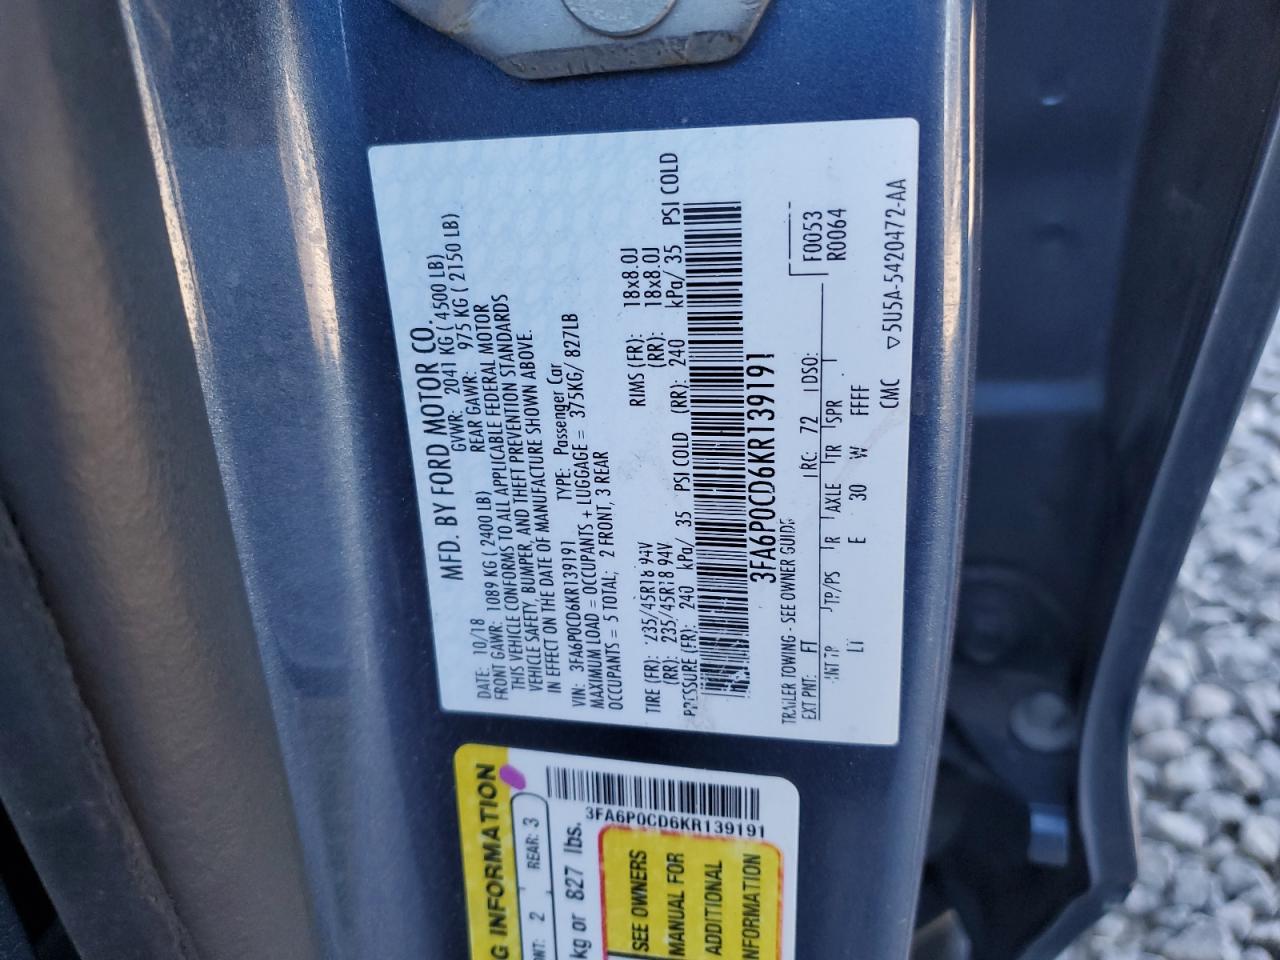 MFD. BY FORD MOTOR CO.
DATE: 10/18 GVWR: 2041 KG ( 4500 LB)
FRONT GAWR: 1089 KG ( 2400 LB) REAR GAWR: 975 KG ( 2150 LB)
THIS VEHICLE CONFORMS TO ALL APPLICABLE FEDERAL MOTOR
VEHICLE SAFETY, BUMPER, AND THEFT PREVENTION STANDARDS
IN EFFECT ON THE DATE OF MANUFACTURE SHOWN ABOVE.
VIN: 3FA6P0CD6KR139191 TYPE: Passenger Car
MAXIMUM LOAD = OCCUPANTS + LUGGAGE = 375KG/ 827LB
OCCUPANTS = 5 TOTAL; 2 FRONT, 3 REAR
TIRE (FR): 235/45R18 94V RIMS (FR): 18x8.0J
(RR): 235/45R18 94V (RR): 18x8.0J
PRESSURE (FR): 240 kPa/ 35 PSI COLD (RR): 240 kPa/ 35 PSI COLD
3FA6P0CD6KR139191
TRAILER TOWING - SEE OWNER GUIDE
EXT PNT: FT RC: 72 DSO: F0053
R0064
INT TR TP/PS R AXLE TR SPR
E 30 W FFFF
CMC ▽5U5A-5420472-AA
G INFORMATION
2 REAR: 3
kg or 827 lbs.
3FA6P0CD6KR139191
SEE OWNERS
MANUAL FOR
ADDITIONAL
INFORMATION